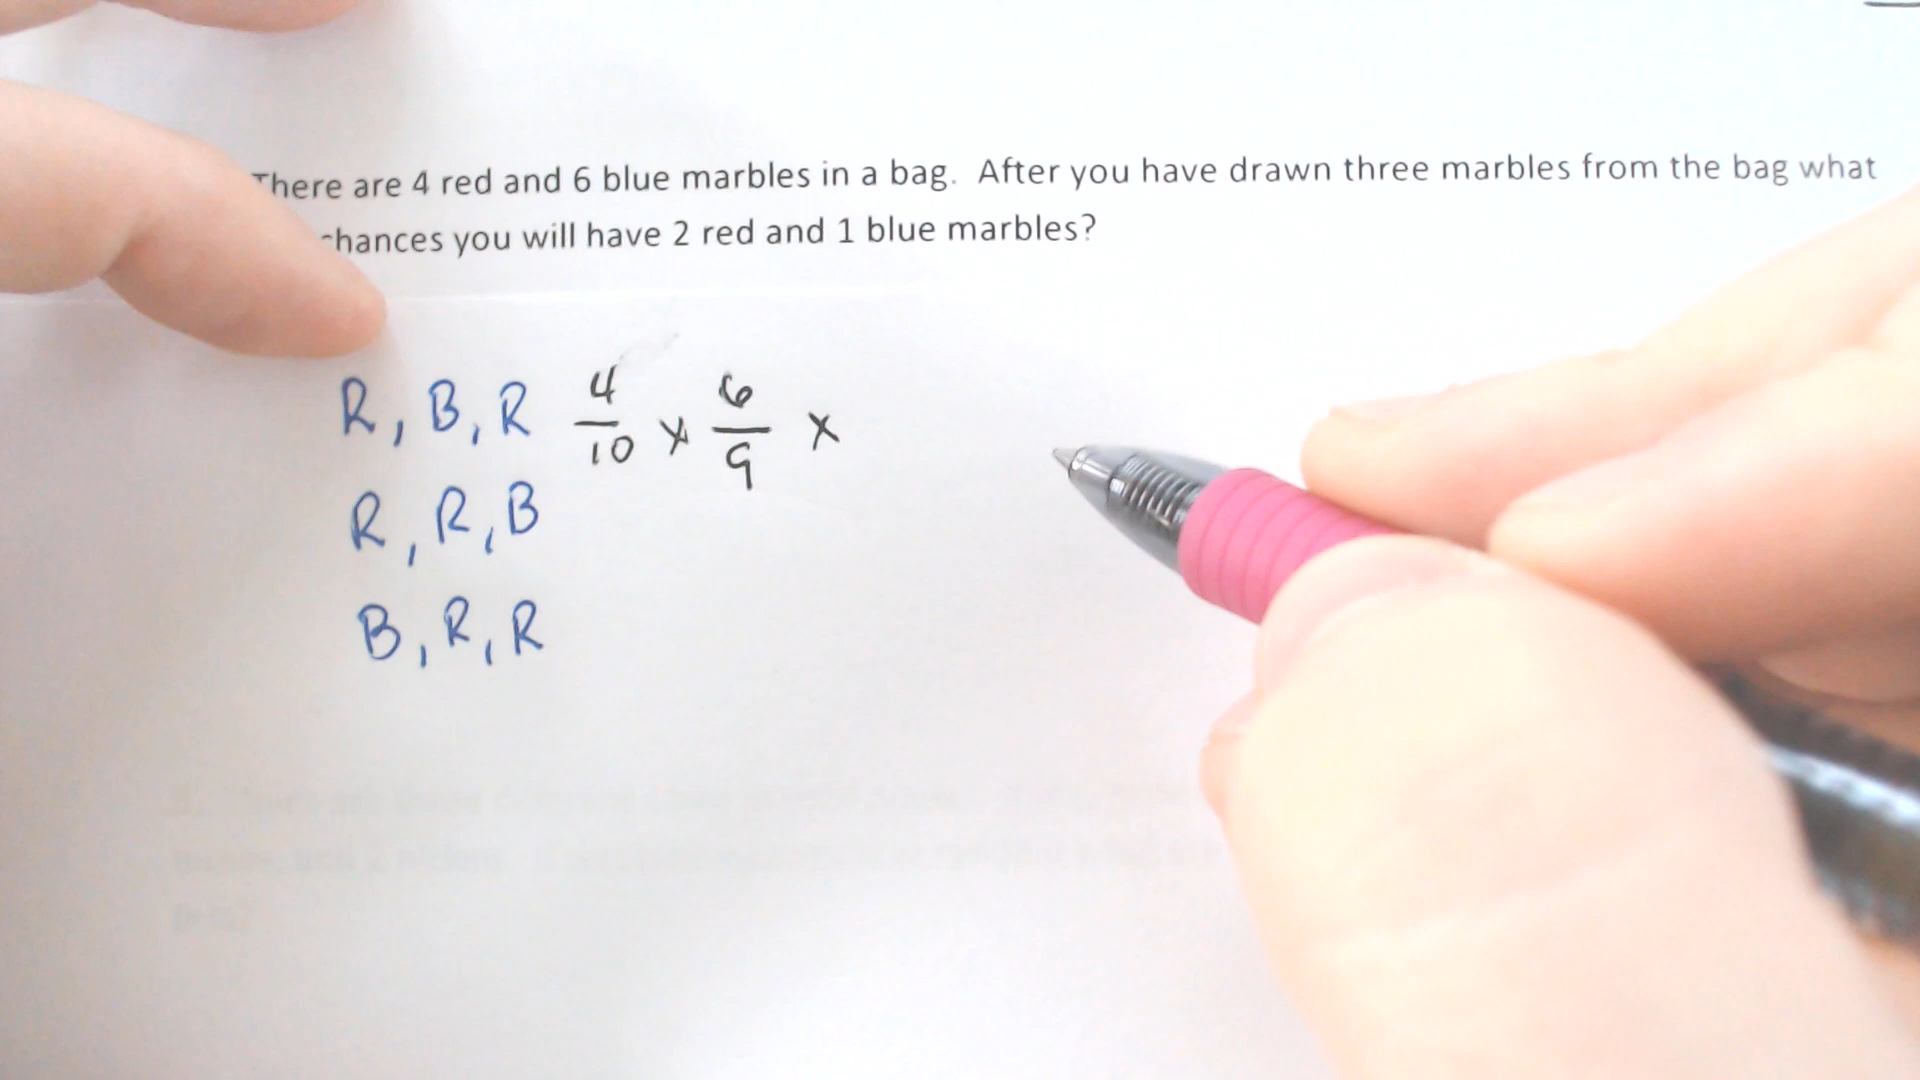 There are 4 red and 6 blue marbles in a bag. After you have drawn three marbles from the bag what
chances you will have 2 red and 1 blue marbles?
R, B, R 4/10 x 6/9 x
R, R, B
B, R, R